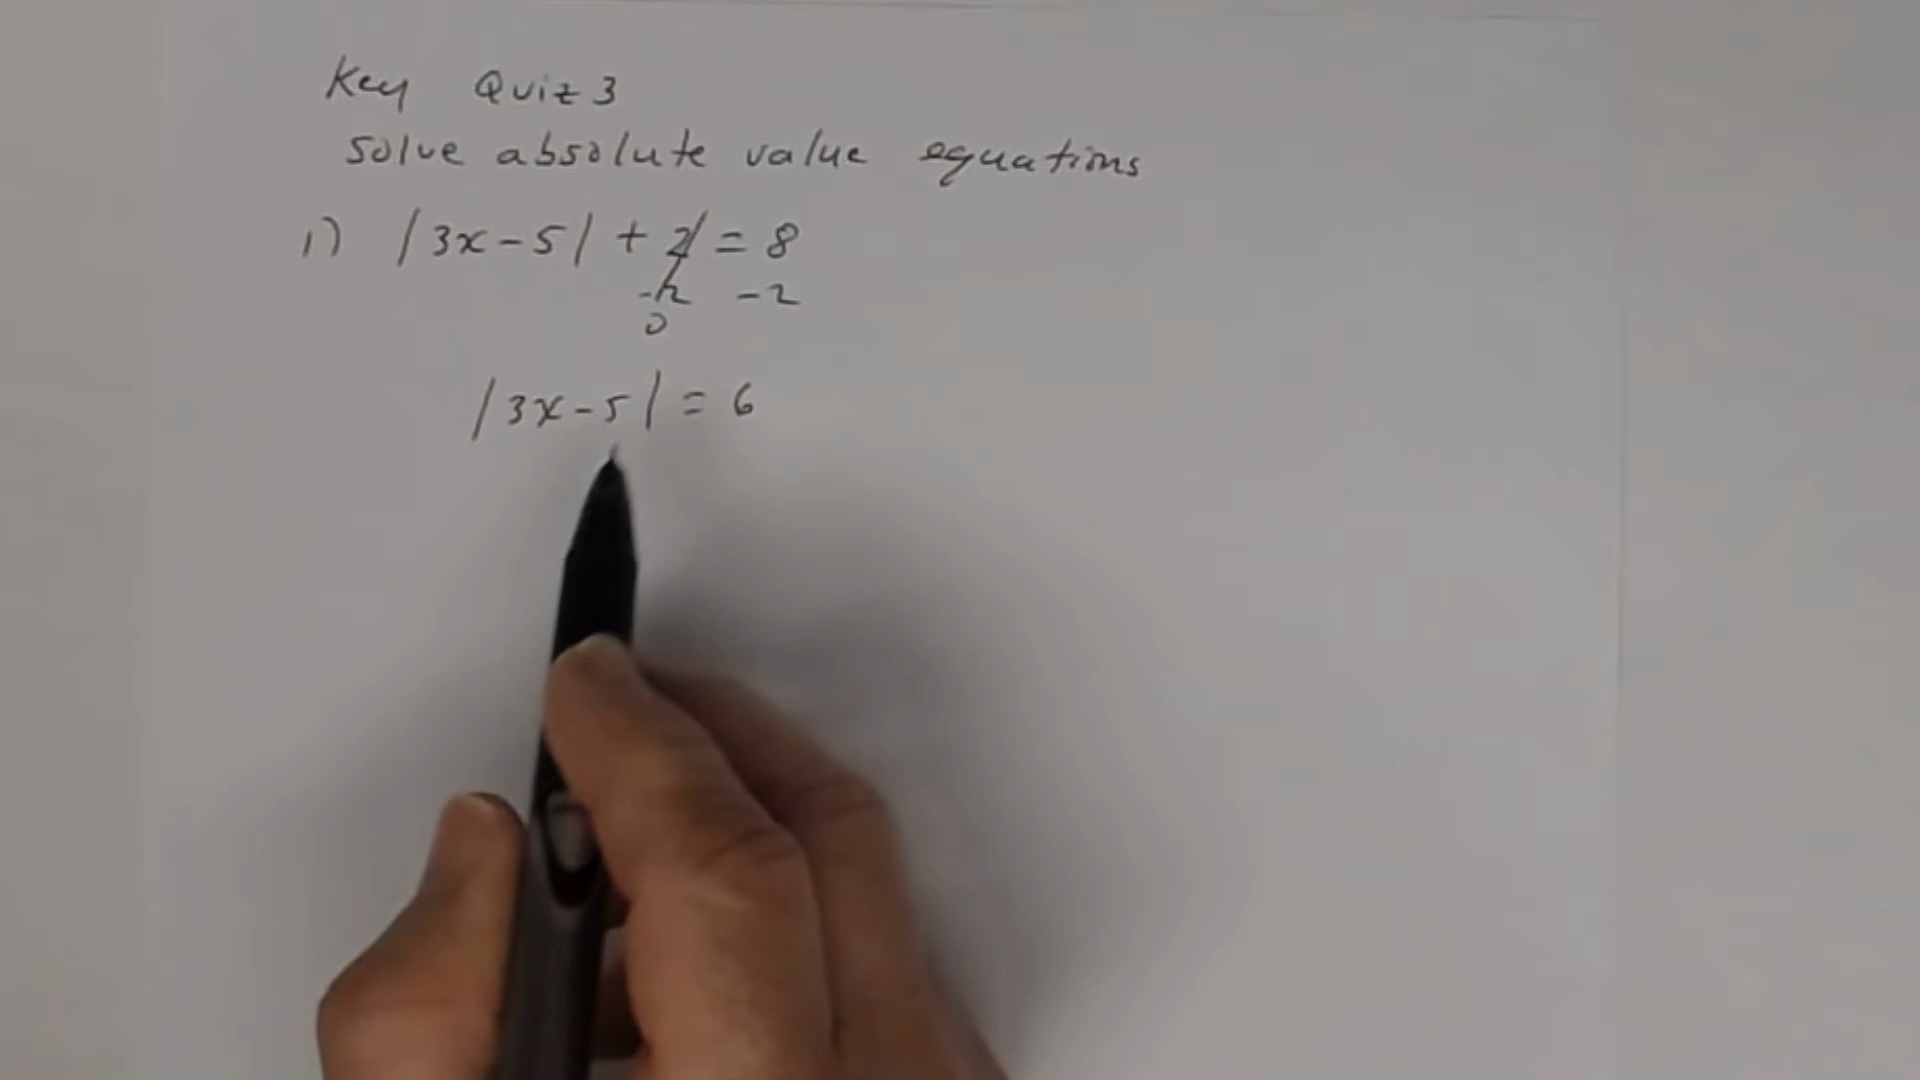 Key Quiz 3
solve absolute value equations
1) |3x-5| + 2 = 8
-2 -2
0
|3x-5| = 6